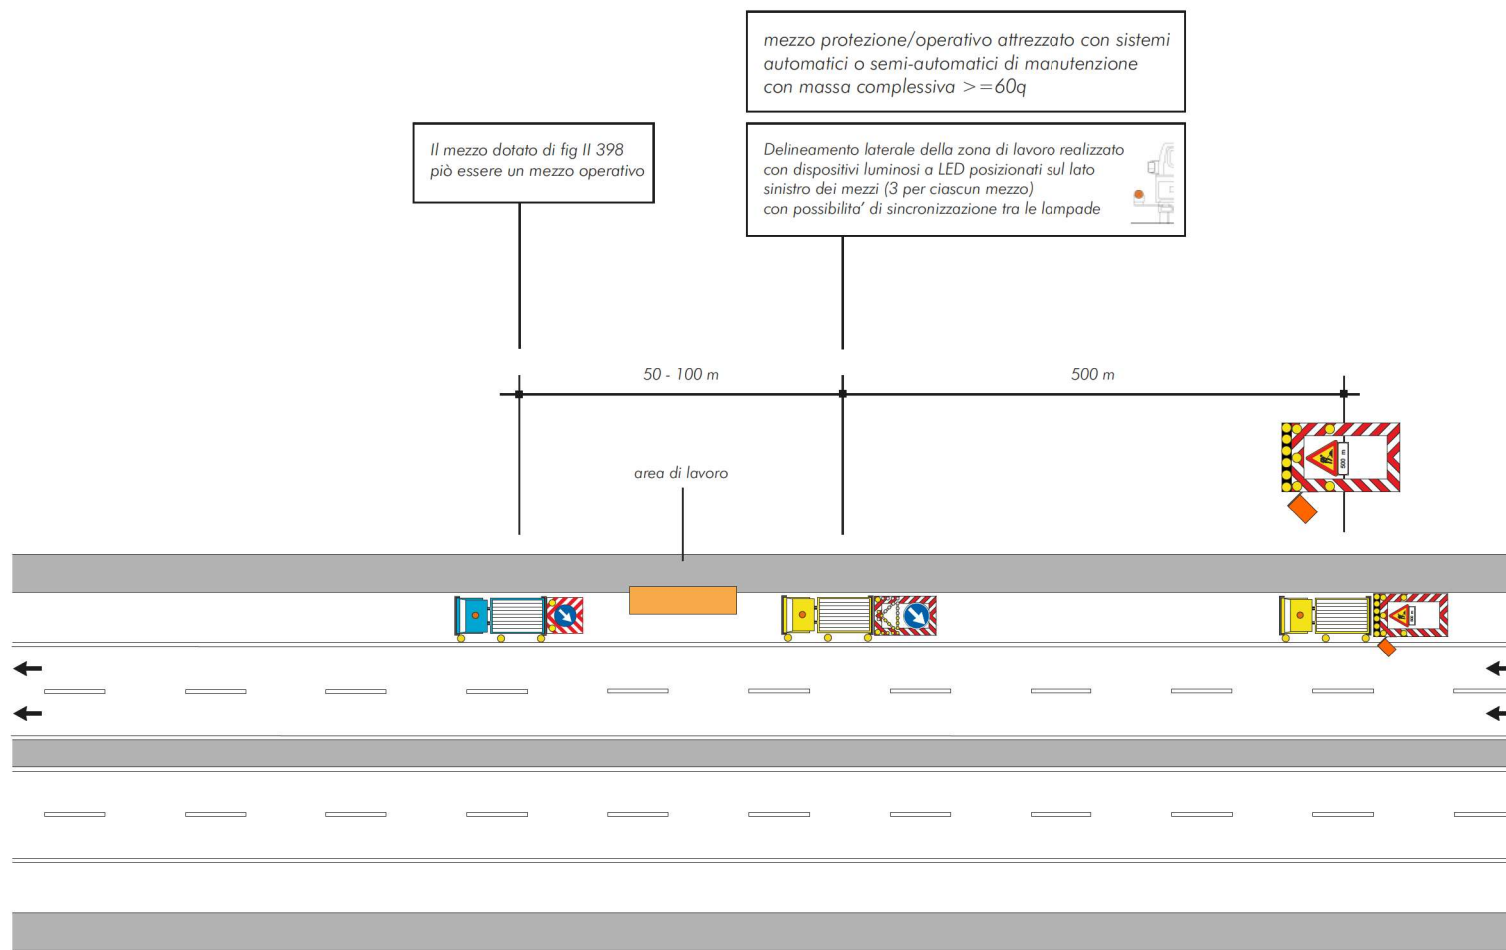 mezzo protezione/operativo attrezzato con sistemi
automatici o semi-automatici di manutenzione
con massa complessiva >=60q
Il mezzo dotato di fig II 398
piò essere un mezzo operativo
Delineamento laterale della zona di lavoro realizzato
con dispositivi luminosi a LED posizionati sul lato
sinistro dei mezzi (3 per ciascun mezzo)
con possibilita' di sincronizzazione tra le lampade
50 - 100 m
500 m
500 m
area di lavoro
500 m